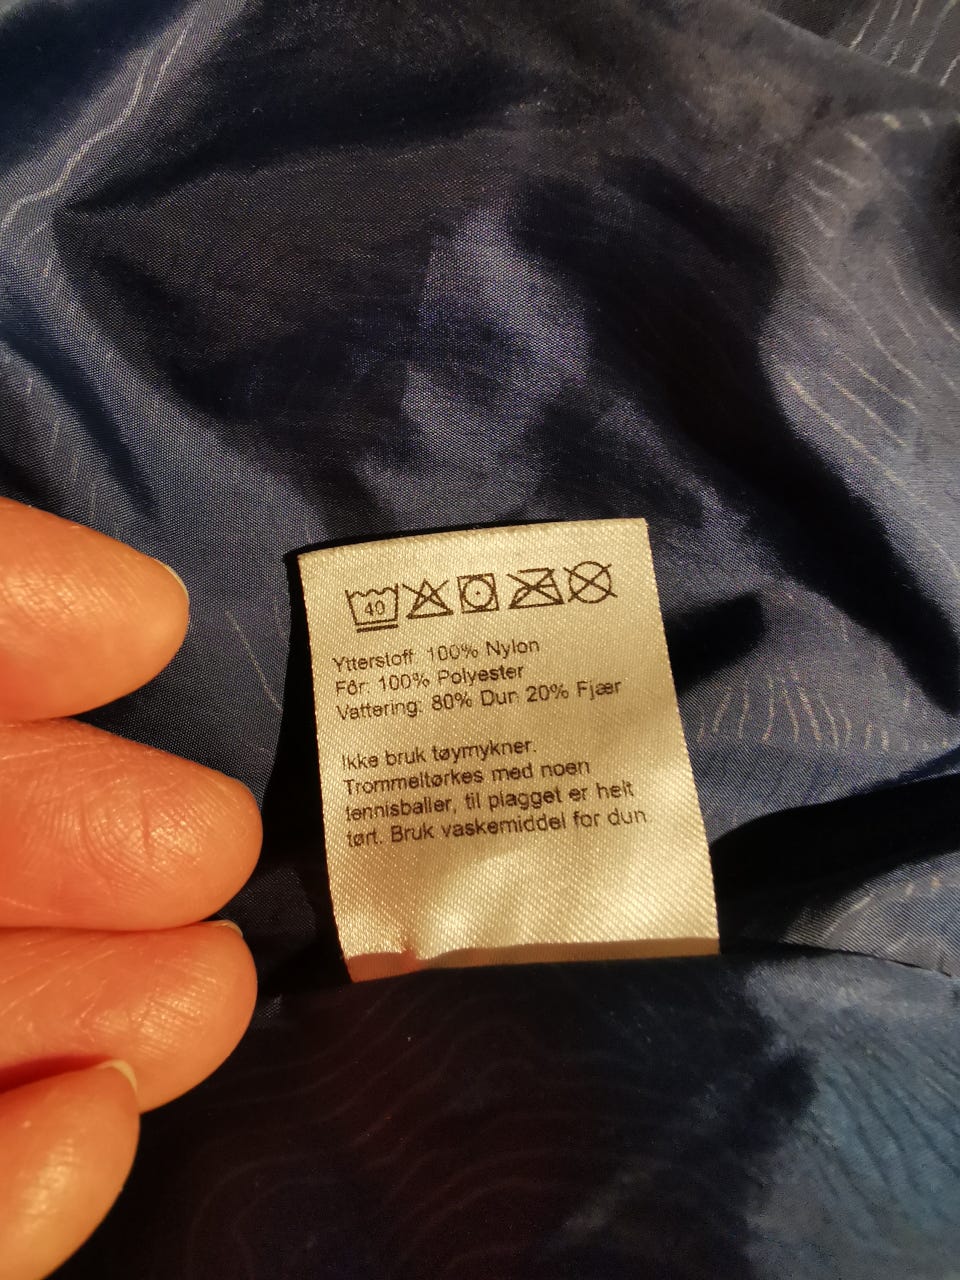 40
Ytterstoff: 100% Nylon
Fôr: 100% Polyester
Vattering: 80% Dun 20% Fjær
Ikke bruk tøymykner.
Trommeltørkes med noen
tennisballer, til plagget er helt
tørt. Bruk vaskemiddel for dun